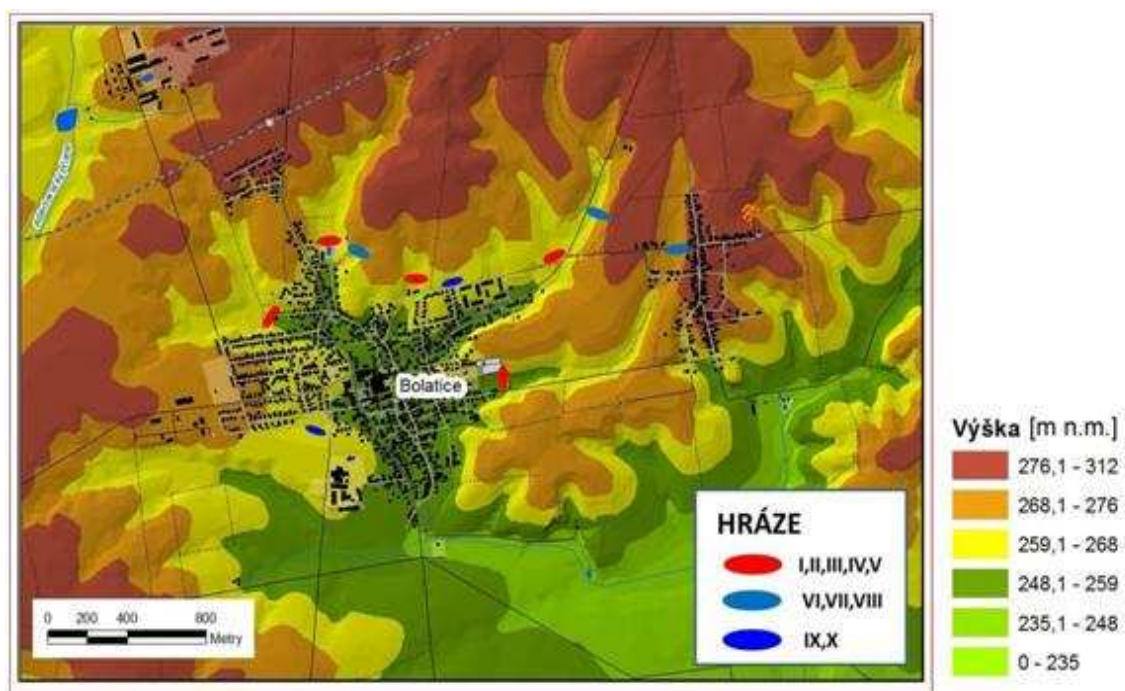 Bolatice
HRÁZE
I,II,III,IV,V
VI,VII,VIII
IX,X
0 200 400 800
Metry
Výška [m n.m.]
276,1 - 312
268,1 - 276
259,1 - 268
248,1 - 259
235,1 - 248
0 - 235